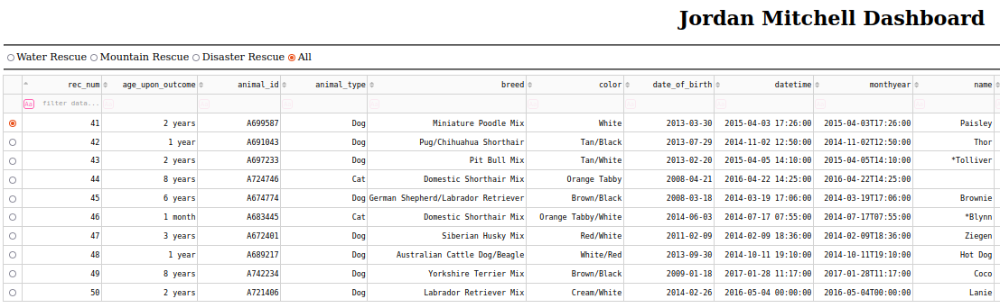 Jordan Mitchell Dashboard
Water Rescue Mountain Rescue Disaster Rescue All
rec_num age_upon_outcome animal_id animal_type breed color date_of_birth datetime monthyear name
Aa filter data...
41 2 years A699587 Dog Miniature Poodle Mix White 2013-03-30 2015-04-03 17:26:00 2015-04-03T17:26:00 Paisley
42 1 year A691043 Dog Pug/Chihuahua Shorthair Tan/Black 2013-07-29 2014-11-02 12:50:00 2014-11-02T12:50:00 Thor
43 2 years A697233 Dog Pit Bull Mix Tan/White 2013-02-20 2015-04-05 14:10:00 2015-04-05T14:10:00 *Tolliver
44 8 years A724746 Cat Domestic Shorthair Mix Orange Tabby 2008-04-21 2016-04-22 14:25:00 2016-04-22T14:25:00
45 6 years A674774 Dog German Shepherd/Labrador Retriever Brown/Black 2008-03-18 2014-03-19 17:06:00 2014-03-19T17:06:00 Brownie
46 1 month A683445 Cat Domestic Shorthair Mix Orange Tabby/White 2014-06-03 2014-07-17 07:55:00 2014-07-17T07:55:00 *Blynn
47 3 years A672401 Dog Siberian Husky Mix Red/White 2011-02-09 2014-02-09 18:36:00 2014-02-09T18:36:00 Ziegen
48 1 year A689217 Dog Australian Cattle Dog/Beagle White/Red 2013-09-30 2014-10-11 19:10:00 2014-10-11T19:10:00 Hot Dog
49 8 years A742234 Dog Yorkshire Terrier Mix Brown/Black 2009-01-18 2017-01-28 11:17:00 2017-01-28T11:17:00 Coco
50 2 years A721406 Dog Labrador Retriever Mix Cream/White 2014-02-26 2016-05-04 00:00:00 2016-05-04T00:00:00 Lanie